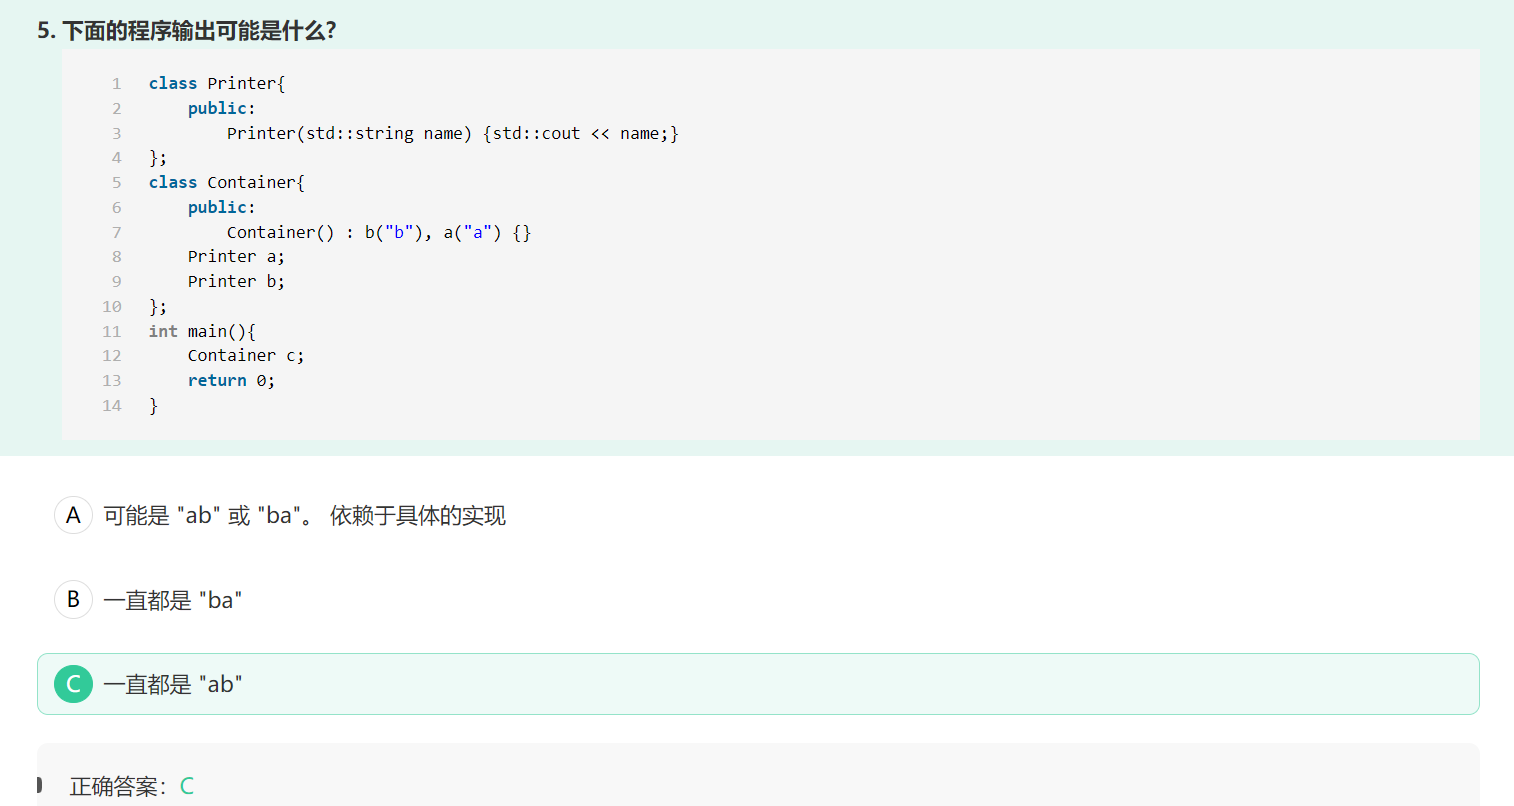 5. 下面的程序输出可能是什么?
1 class Printer{
2 public:
3 Printer(std::string name) {std::cout << name;}
4 };
5 class Container{
6 public:
7 Container() : b("b"), a("a") {}
8 Printer a;
9 Printer b;
10 };
11 int main(){
12 Container c;
13 return 0;
14 }
A 可能是 "ab" 或 "ba"。 依赖于具体的实现
B 一直都是 "ba"
C 一直都是 "ab"
正确答案：C